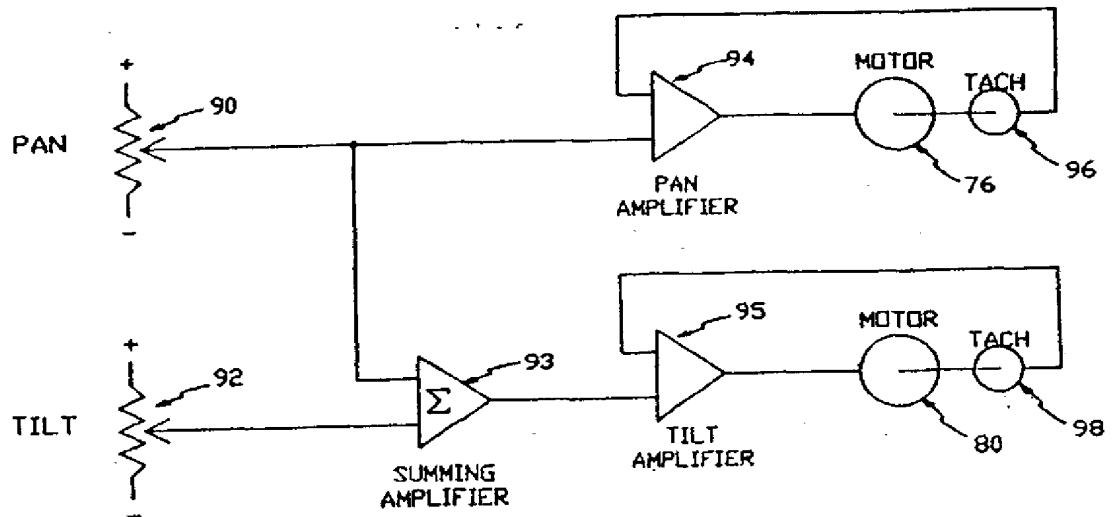 94
MOTOR
TACH
+
90
PAN
96
76
PAN
AMPLIFIER
-
95
MOTOR
TACH
+
93
92
Σ
TILT
98
80
TILT
AMPLIFIER
SUMMING
AMPLIFIER
-